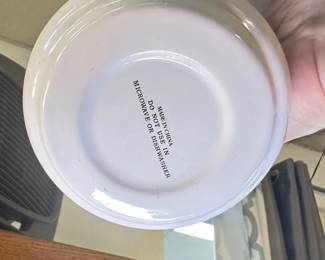 MADE IN CHINA
DO NOT USE IN
MICROWAVE OR DISHWASHER